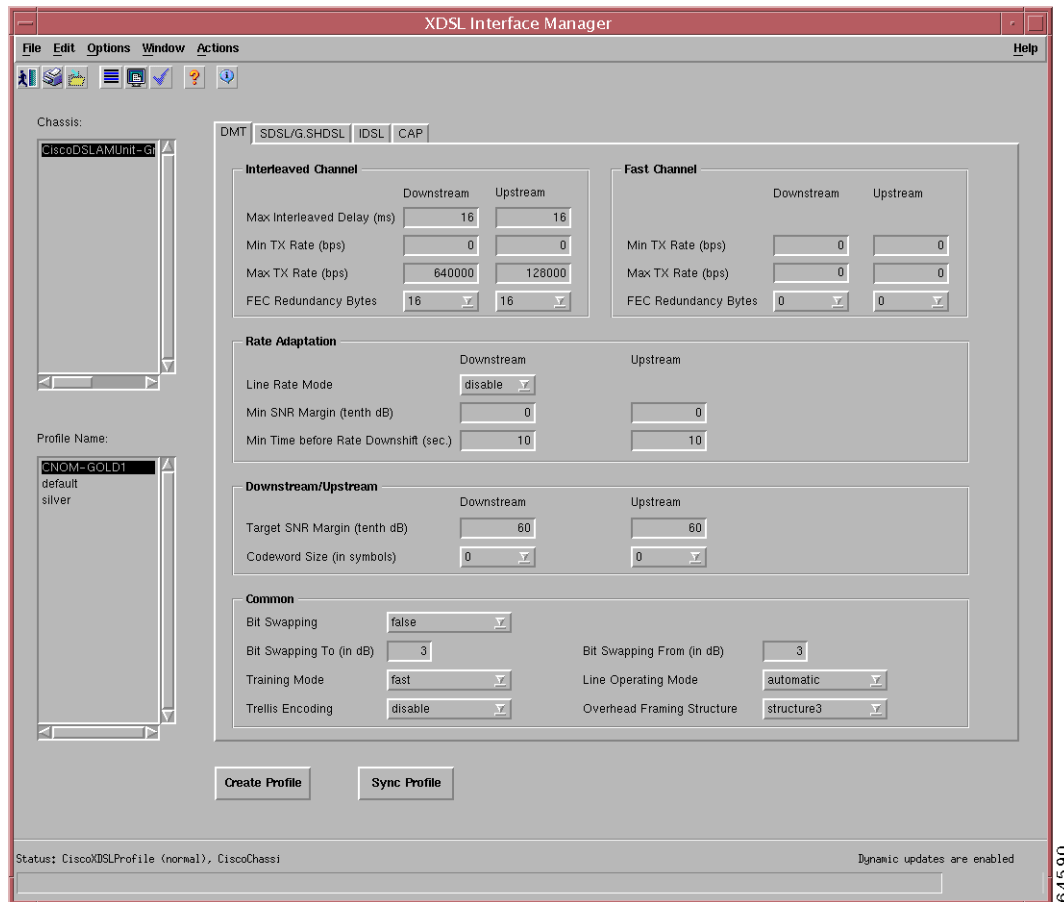 XDSL Interface Manager
File Edit Options Window Actions Help
Chassis:
CiscoDSLAMUnit-Gr
Profile Name:
CNOM-GOLD1
default
silver
DMT SDSL/G.SHDSL IDSL CAP
Interleaved Channel
Downstream Upstream
Max Interleaved Delay (ms) 16 16
Min TX Rate (bps) 0 0
Max TX Rate (bps) 640000 128000
FEC Redundancy Bytes 16 16
Fast Channel
Downstream Upstream
Min TX Rate (bps) 0 0
Max TX Rate (bps) 0 0
FEC Redundancy Bytes 0 0
Rate Adaptation
Downstream Upstream
Line Rate Mode disable
Min SNR Margin (tenth dB) 0 0
Min Time before Rate Downshift (sec.) 10 10
Downstream/Upstream
Downstream Upstream
Target SNR Margin (tenth dB) 60 60
Codeword Size (in symbols) 0 0
Common
Bit Swapping false
Bit Swapping To (in dB) 3 Bit Swapping From (in dB) 3
Training Mode fast Line Operating Mode automatic
Trellis Encoding disable Overhead Framing Structure structure3
Create Profile Sync Profile
Status: CiscoXDSLProfile (normal), CiscoChassi Dynamic updates are enabled
64590